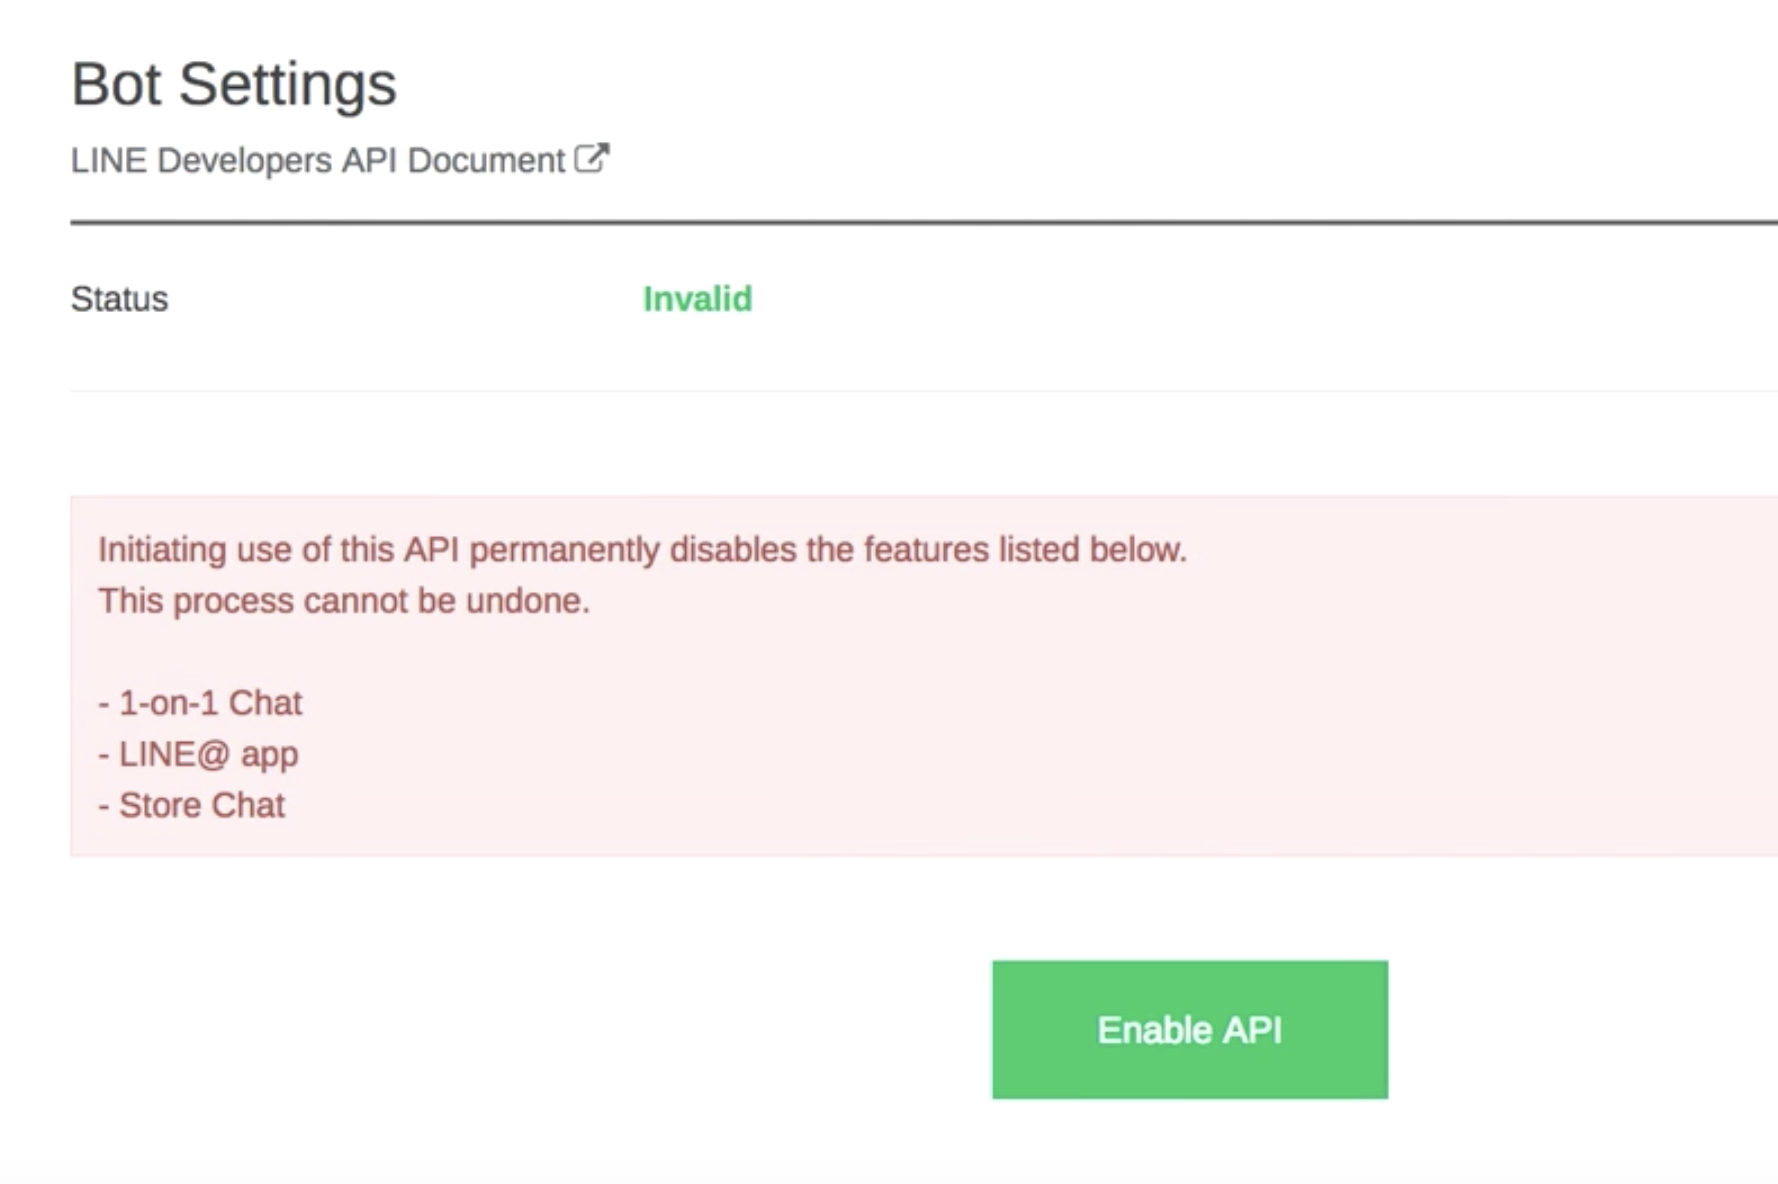 Bot Settings
LINE Developers API Document
Status
Invalid
Initiating use of this API permanently disables the features listed below.
This process cannot be undone.
- 1-on-1 Chat
- LINE@ app
- Store Chat
Enable API